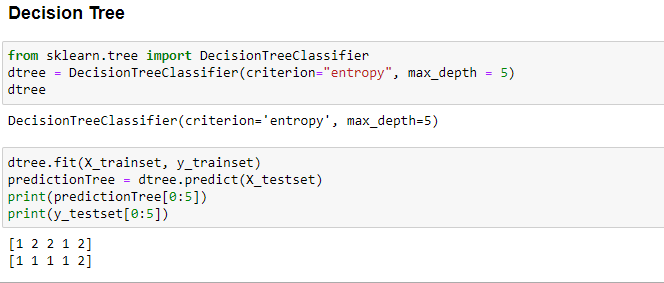 Decision Tree
from sklearn.tree import DecisionTreeClassifier
dtree = DecisionTreeClassifier(criterion="entropy", max_depth = 5)
dtree
DecisionTreeClassifier(criterion='entropy', max_depth=5)
dtree.fit(X_trainset, y_trainset)
predictionTree = dtree.predict(X_testset)
print(predictionTree[0:5])
print(y_testset[0:5])
[1 2 2 1 2]
[1 1 1 1 2]